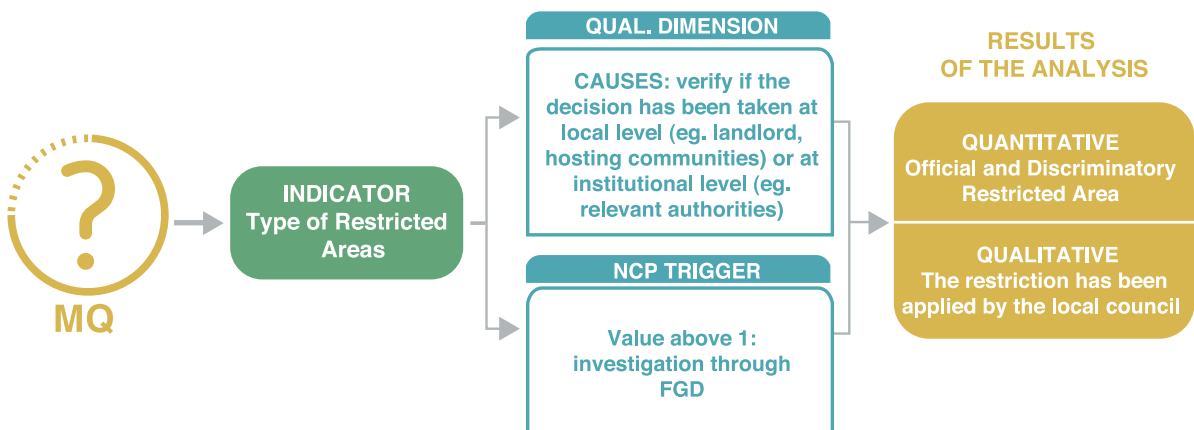 ?
MQ
INDICATOR
Type of Restricted
Areas
QUAL. DIMENSION
CAUSES: verify if the
decision has been taken at
local level (eg. landlord,
hosting communities) or at
institutional level (eg.
relevant authorities)
NCP TRIGGER
Value above 1:
investigation through
FGD
RESULTS
OF THE ANALYSIS
QUANTITATIVE
Official and Discriminatory
Restricted Area
QUALITATIVE
The restriction has been
applied by the local council